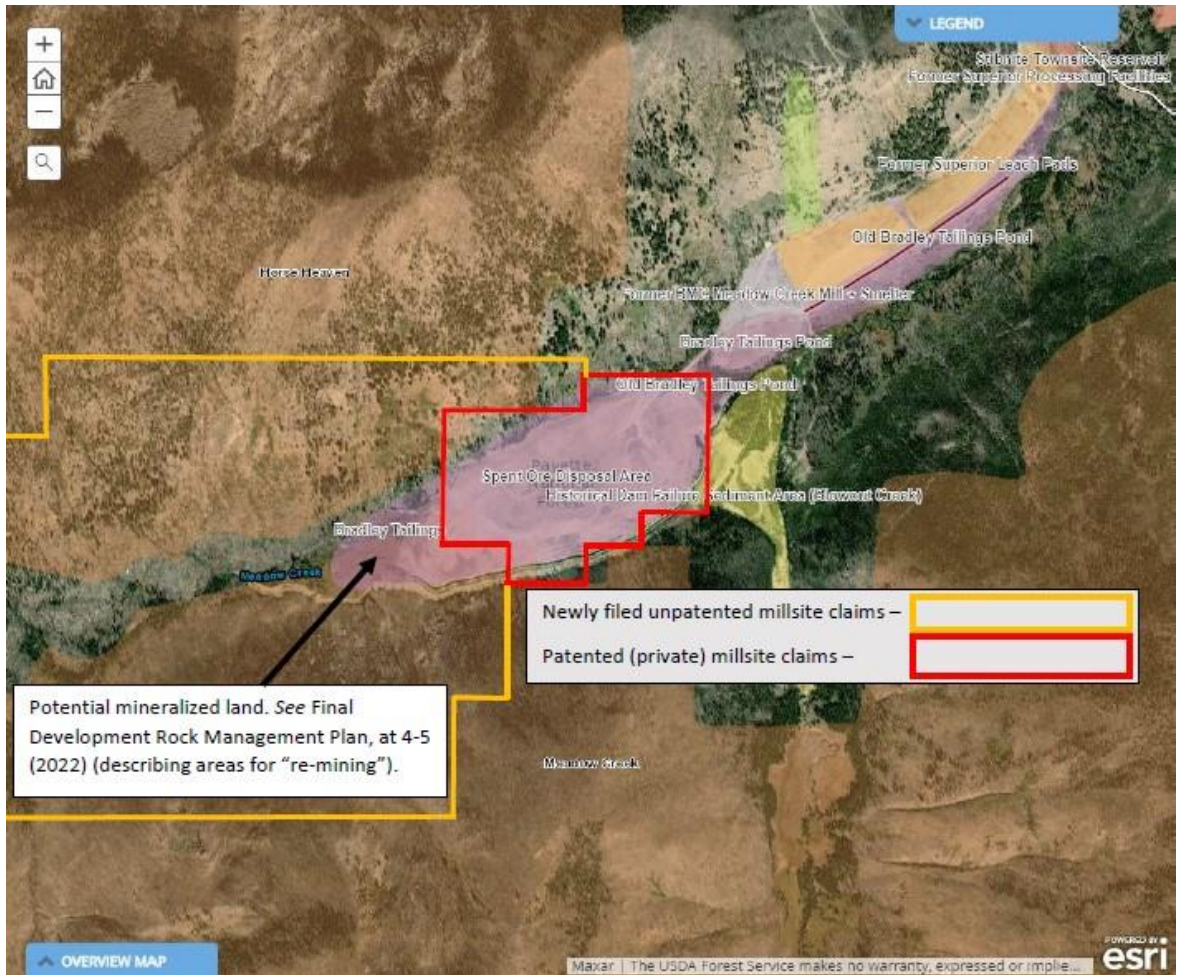 +
−
LEGEND
Stibnite Townsite Reservoir
Former Superior Processing Facilities
Former Superior Leach Pads
Old Bradley Tailings Pond
Horse Heaven
Former BMC Meadow Creek Mill + Smelter
Bradley Tailings Pond
Old Bradley Tailings Pond
Spent Ore Disposal Area
Payette
Forest
Historical Dam Failure Sediment Area (Blowout Creek)
Bradley Tailing
Meadow Creek
Newly filed unpatented millsite claims –
Patented (private) millsite claims –
Potential mineralized land. See Final
Development Rock Management Plan, at 4-5
(2022) (describing areas for “re-mining”).
Meadow Creek
OVERVIEW MAP
Maxar | The USDA Forest Service makes no warranty, expressed or implie...
POWERED BY
esri